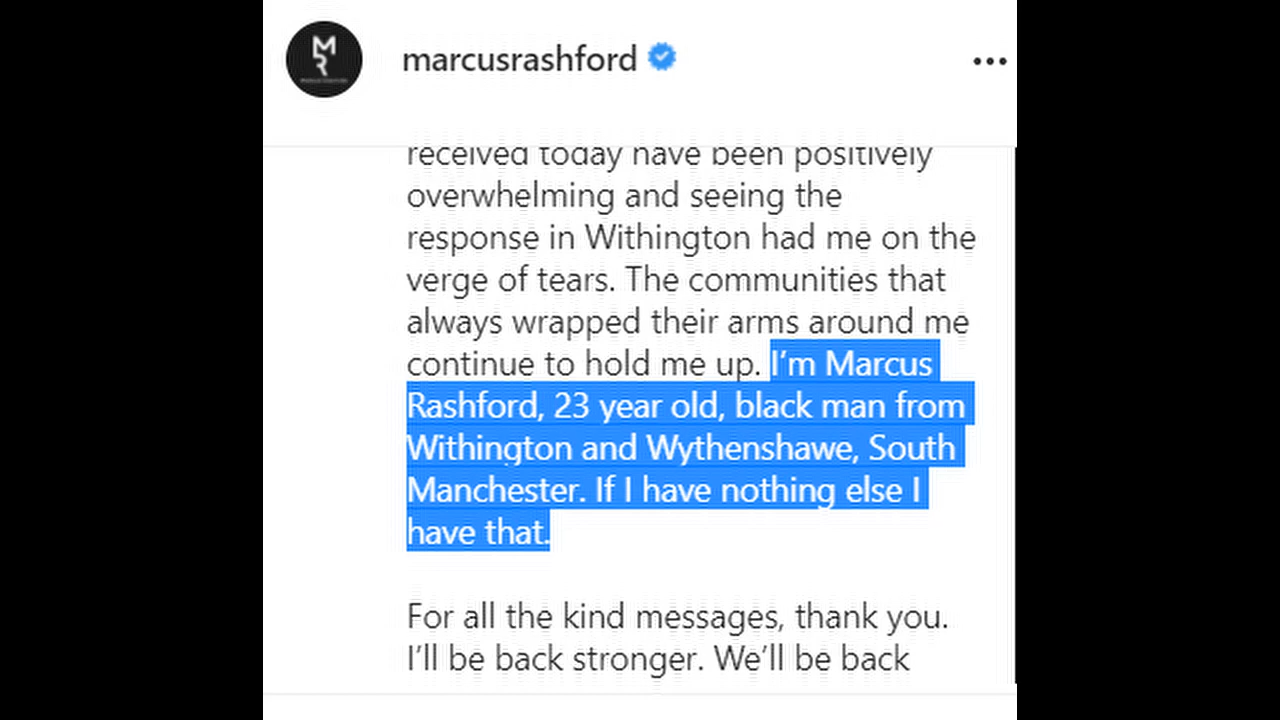 marcusrashford
received today have been positively
overwhelming and seeing the
response in Withington had me on the
verge of tears. The communities that
always wrapped their arms around me
continue to hold me up. I’m Marcus
Rashford, 23 year old, black man from
Withington and Wythenshawe, South
Manchester. If I have nothing else I
have that.
For all the kind messages, thank you.
I’ll be back stronger. We’ll be back